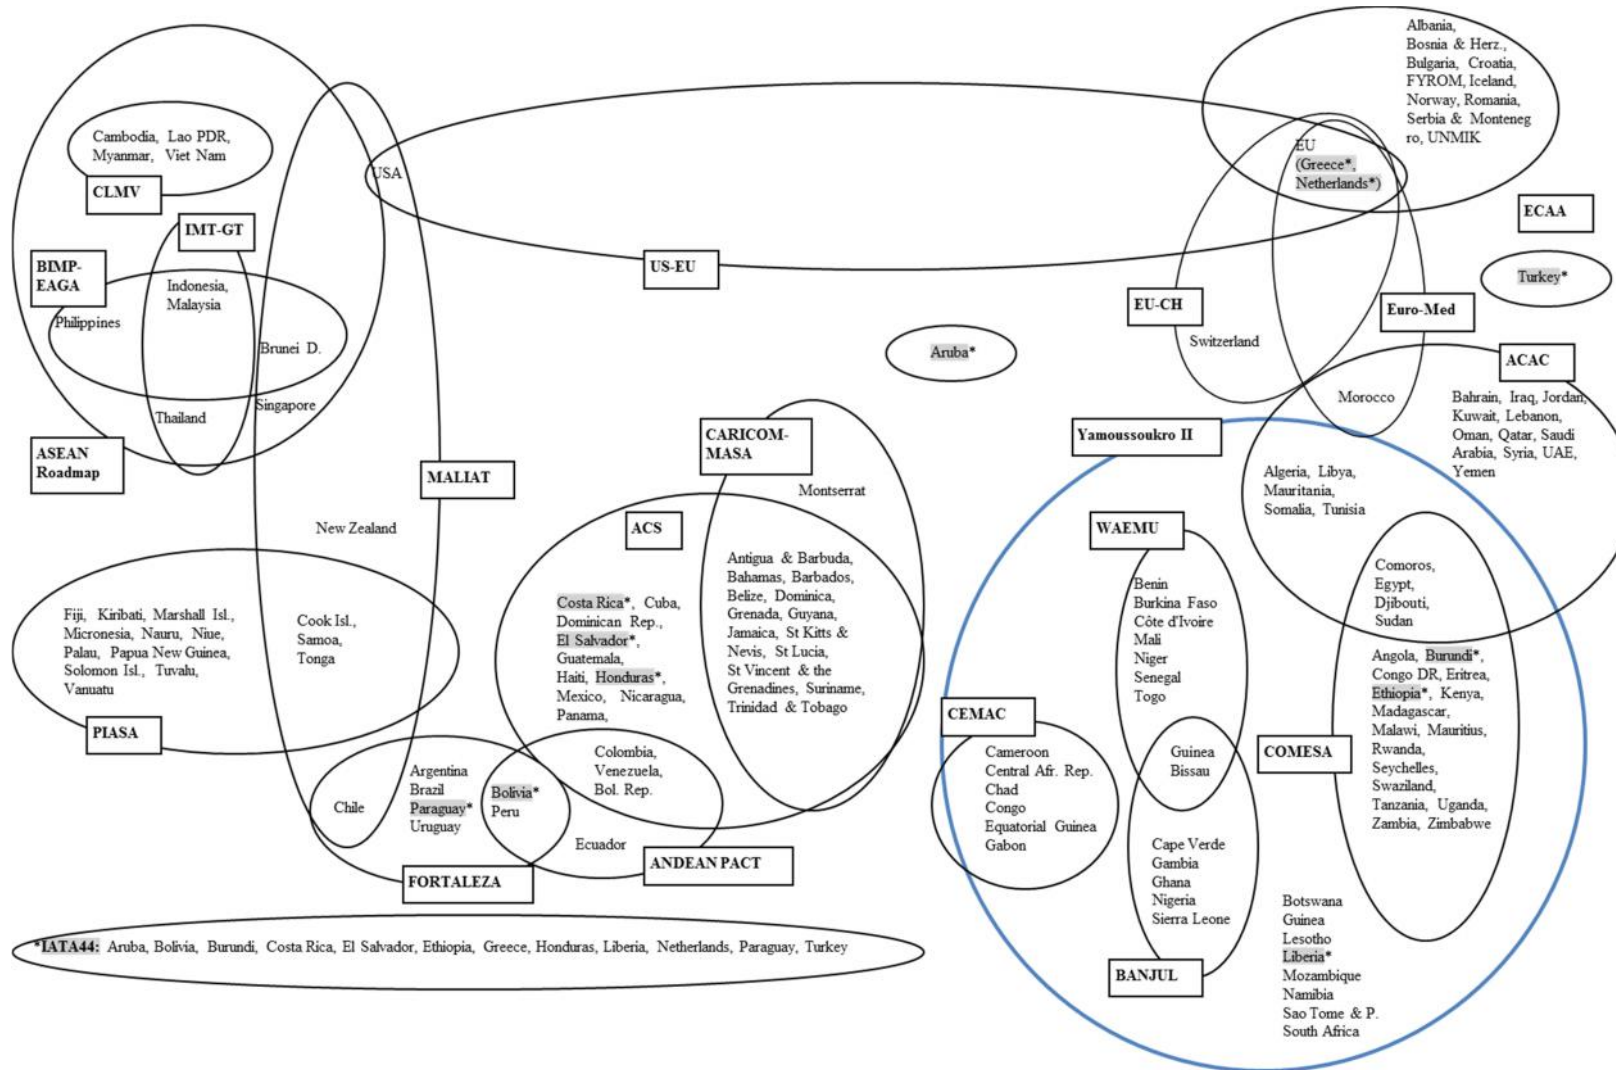 Albania,
Bosnia & Herz.,
Bulgaria, Croatia,
FYROM, Iceland,
Norway, Romania,
Serbia & Monteneg
ro, UNMIK
EU
(Greece*,
Netherlands*)
ECAA
Turkey*
Cambodia, Lao PDR,
Myanmar, Viet Nam
CLMV
USA
IMT-GT
BIMP-
EAGA
Indonesia,
Malaysia
Philippines
Brunei D.
Thailand
Singapore
ASEAN
Roadmap
US-EU
EU-CH
Switzerland
Euro-Med
Aruba*
ACAC
Morocco
Bahrain, Iraq, Jordan,
Kuwait, Lebanon,
Oman, Qatar, Saudi
Arabia, Syria, UAE,
Yemen
MALIAT
New Zealand
CARICOM-
MASA
Montserrat
Yamoussoukro II
Algeria, Libya,
Mauritania,
Somalia, Tunisia
ACS
Costa Rica*, Cuba,
Dominican Rep.,
El Salvador*,
Guatemala,
Haiti, Honduras*,
Mexico, Nicaragua,
Panama,
Antigua & Barbuda,
Bahamas, Barbados,
Belize, Dominica,
Grenada, Guyana,
Jamaica, St Kitts &
Nevis, St Lucia,
St Vincent & the
Grenadines, Suriname,
Trinidad & Tobago
WAEMU
Benin
Burkina Faso
Côte d'Ivoire
Mali
Niger
Senegal
Togo
Comoros,
Egypt,
Djibouti,
Sudan
Fiji, Kiribati, Marshall Isl.,
Micronesia, Nauru, Niue,
Palau, Papua New Guinea,
Solomon Isl., Tuvalu,
Vanuatu
Cook Isl.,
Samoa,
Tonga
PIASA
Angola, Burundi*,
Congo DR, Eritrea,
Ethiopia*, Kenya,
Madagascar,
Malawi, Mauritius,
Rwanda,
Seychelles,
Swaziland,
Tanzania, Uganda,
Zambia, Zimbabwe
COMESA
CEMAC
Cameroon
Central Afr. Rep.
Chad
Congo
Equatorial Guinea
Gabon
Guinea
Bissau
Chile
Argentina
Brazil
Paraguay*
Uruguay
Bolivia*
Peru
Colombia,
Venezuela,
Bol. Rep.
Ecuador
FORTALEZA
ANDEAN PACT
Cape Verde
Gambia
Ghana
Nigeria
Sierra Leone
BANJUL
Botswana
Guinea
Lesotho
Liberia*
Mozambique
Namibia
Sao Tome & P.
South Africa
*IATA44: Aruba, Bolivia, Burundi, Costa Rica, El Salvador, Ethiopia, Greece, Honduras, Liberia, Netherlands, Paraguay, Turkey